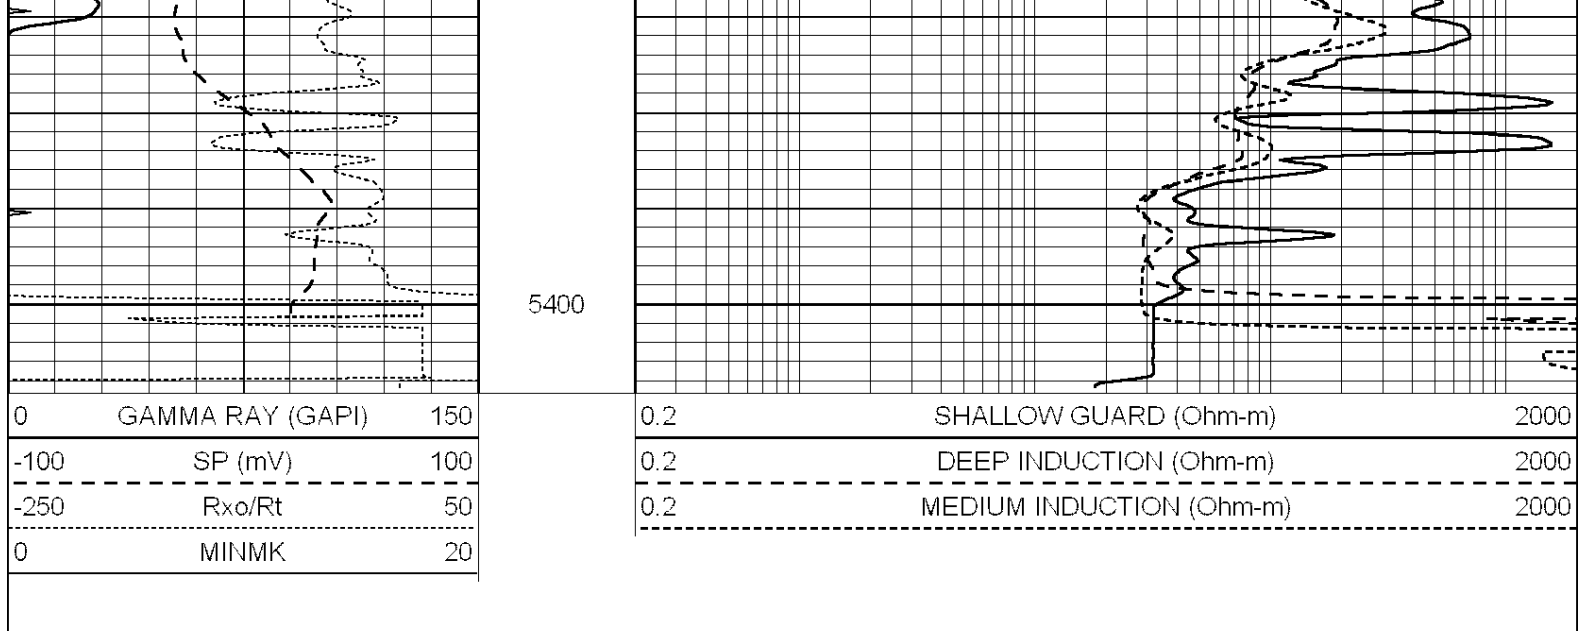 5400
0 GAMMA RAY (GAPI) 150
0.2 SHALLOW GUARD (Ohm-m) 2000
-100 SP (mV) 100
0.2 DEEP INDUCTION (Ohm-m) 2000
-250 Rxo/Rt 50
0.2 MEDIUM INDUCTION (Ohm-m) 2000
0 MINMK 20